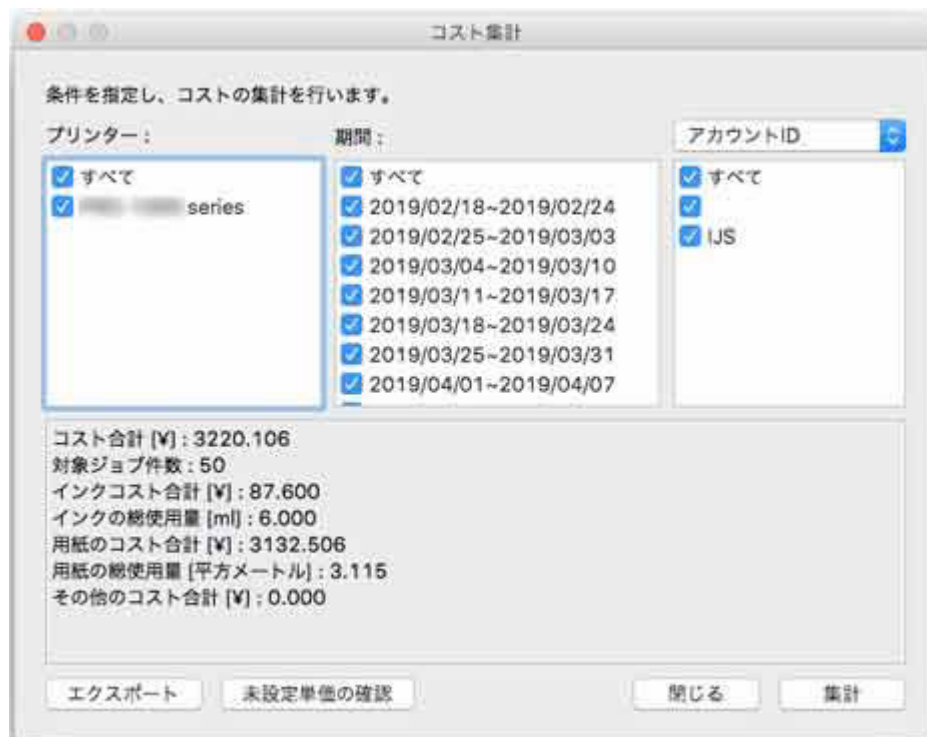 コスト集計
条件を指定し、コストの集計を行います。
プリンター：
期間：
アカウントID
すべて
series
すべて
2019/02/18~2019/02/24
2019/02/25~2019/03/03
2019/03/04~2019/03/10
2019/03/11~2019/03/17
2019/03/18~2019/03/24
2019/03/25~2019/03/31
2019/04/01~2019/04/07
すべて
IJS
コスト合計 [¥] : 3220.106
対象ジョブ件数 : 50
インクコスト合計 [¥] : 87.600
インクの総使用量 [ml] : 6.000
用紙のコスト合計 [¥] : 3132.506
用紙の総使用量 [平方メートル] : 3.115
その他のコスト合計 [¥] : 0.000
エクスポート
未設定単価の確認
閉じる
集計